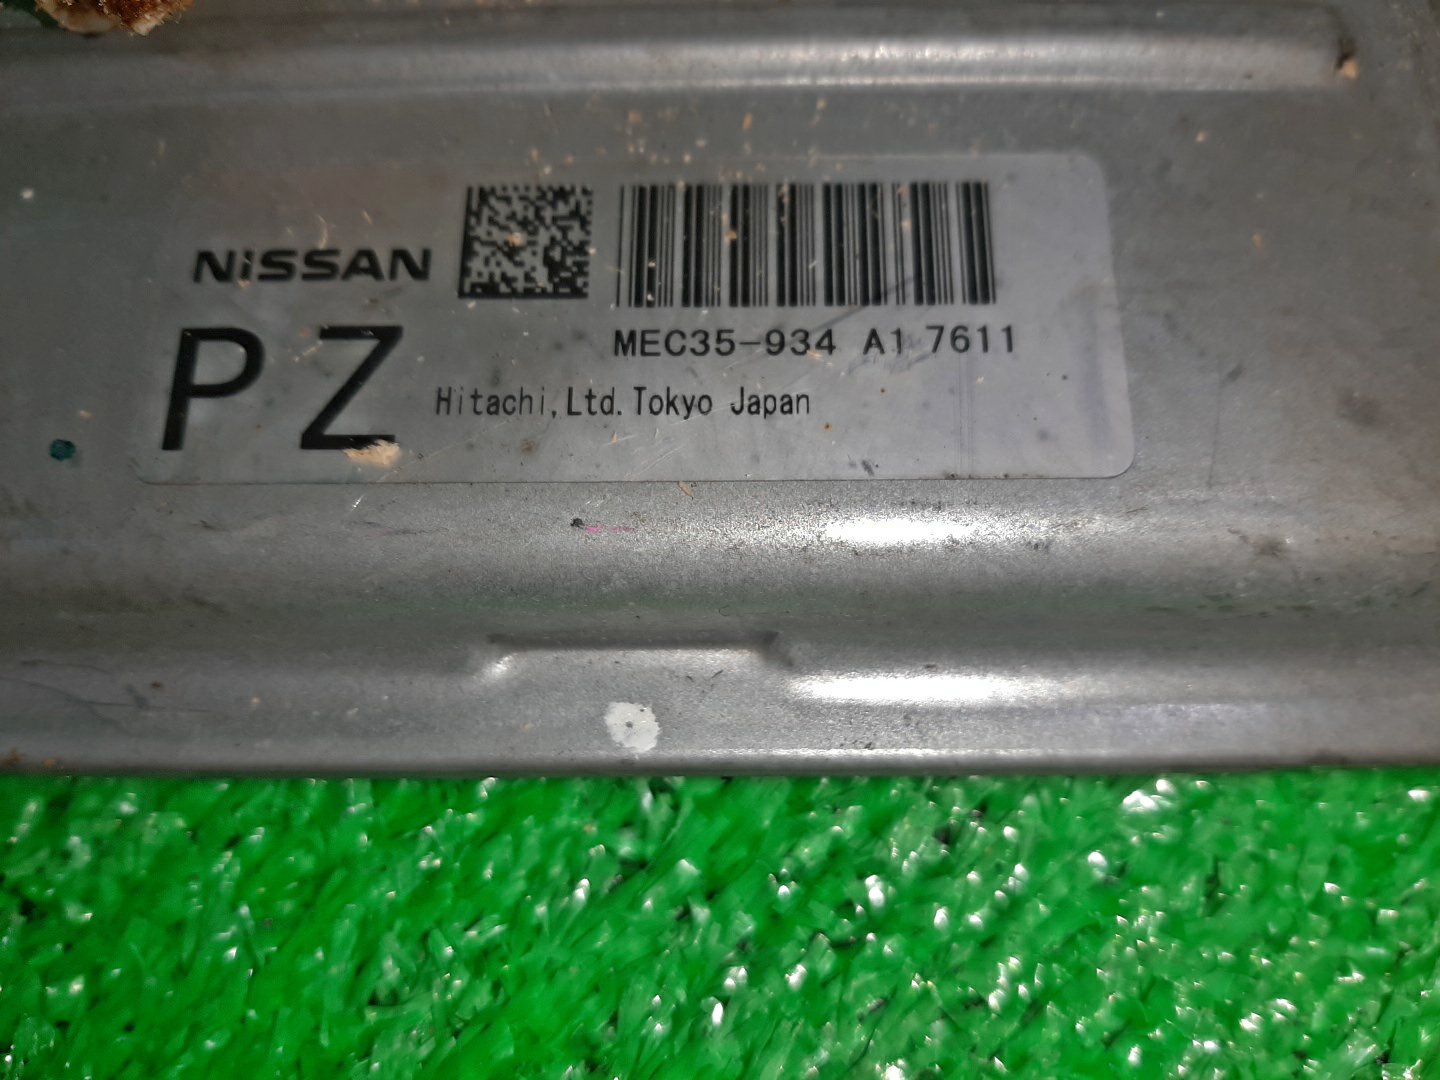 NISSAN
MEC35-934 A1 7611
PZ
Hitachi,Ltd.Tokyo Japan